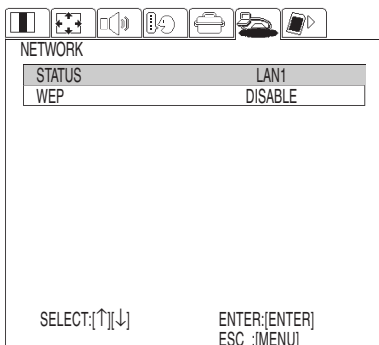 NETWORK
STATUS LAN1
WEP DISABLE
SELECT:[↑][↓] ENTER:[ENTER]
ESC :[MENU]